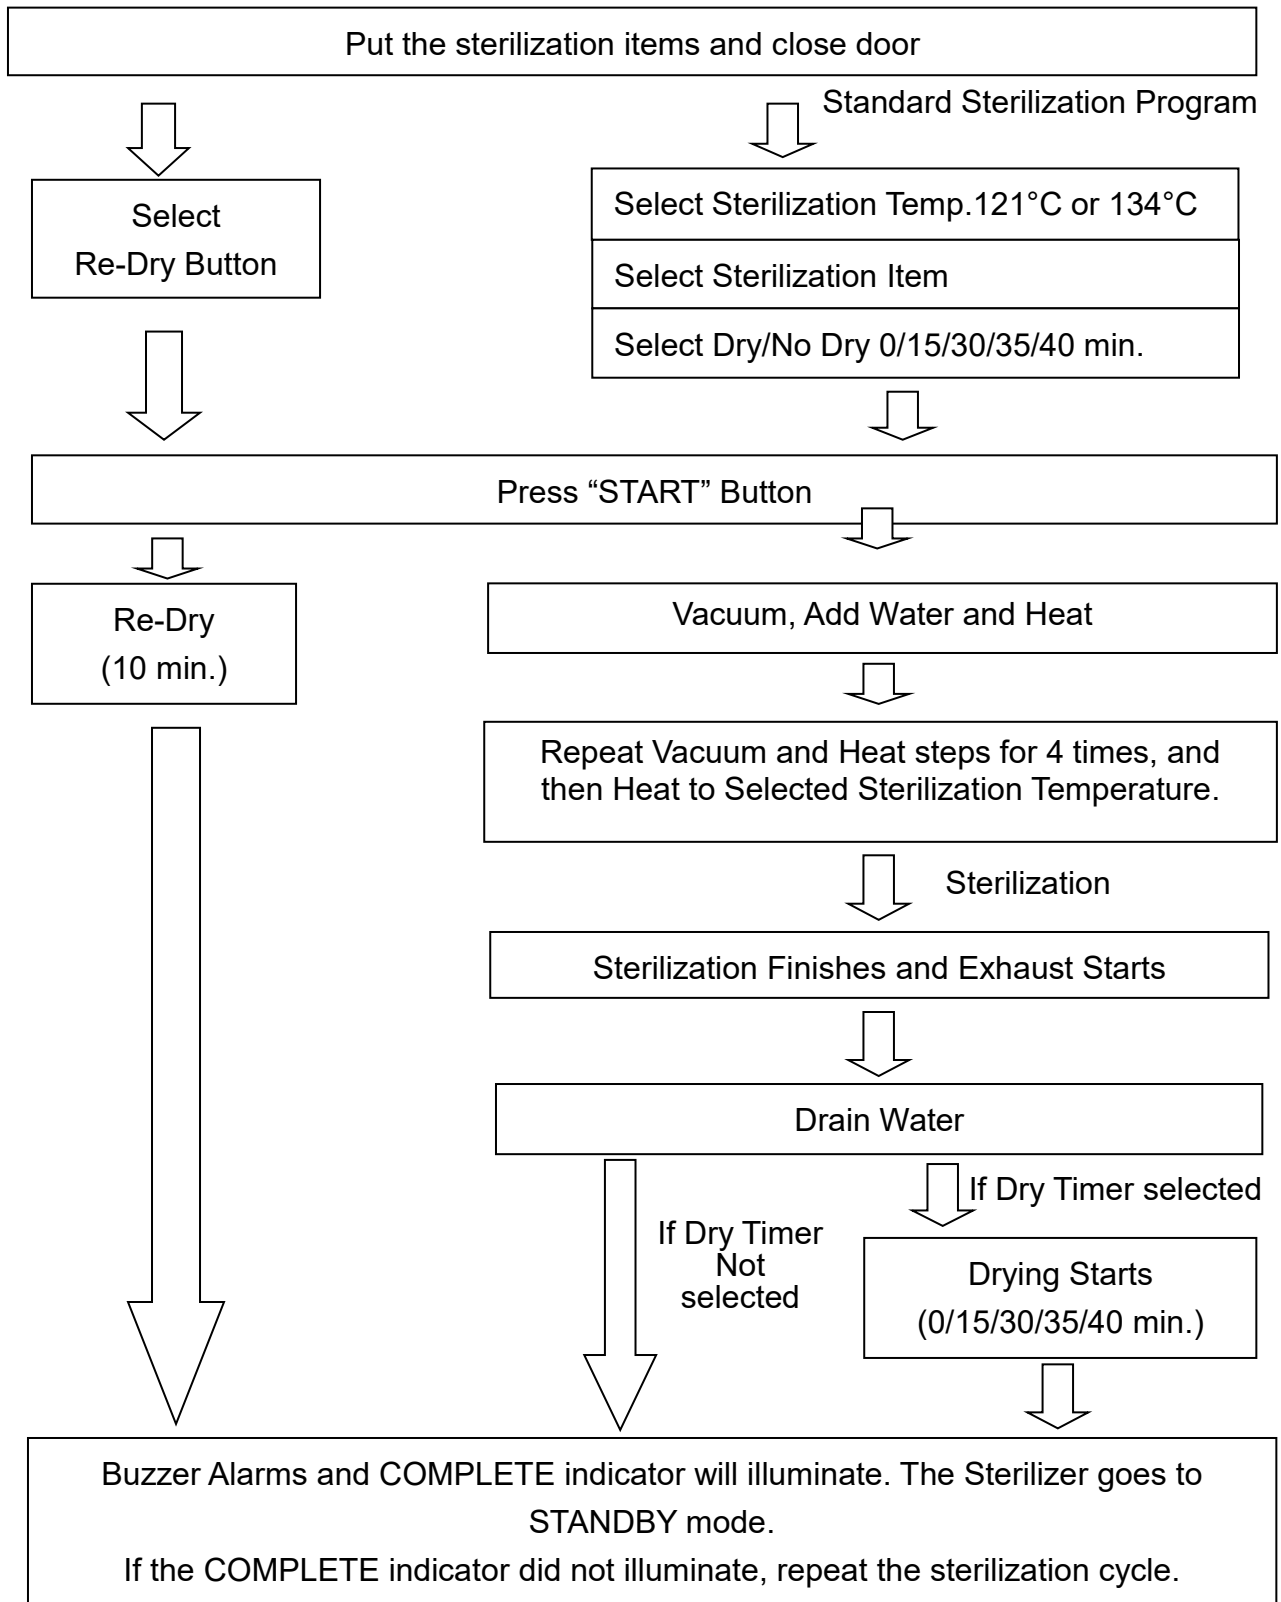 Put the sterilization items and close door
Standard Sterilization Program
Select
Re-Dry Button
Select Sterilization Temp.121°C or 134°C
Select Sterilization Item
Select Dry/No Dry 0/15/30/35/40 min.
Press “START” Button
Re-Dry
(10 min.)
Vacuum, Add Water and Heat
Repeat Vacuum and Heat steps for 4 times, and
then Heat to Selected Sterilization Temperature.
Sterilization
Sterilization Finishes and Exhaust Starts
Drain Water
If Dry Timer selected
If Dry Timer
Not
selected
Drying Starts
(0/15/30/35/40 min.)
Buzzer Alarms and COMPLETE indicator will illuminate. The Sterilizer goes to
STANDBY mode.
If the COMPLETE indicator did not illuminate, repeat the sterilization cycle.